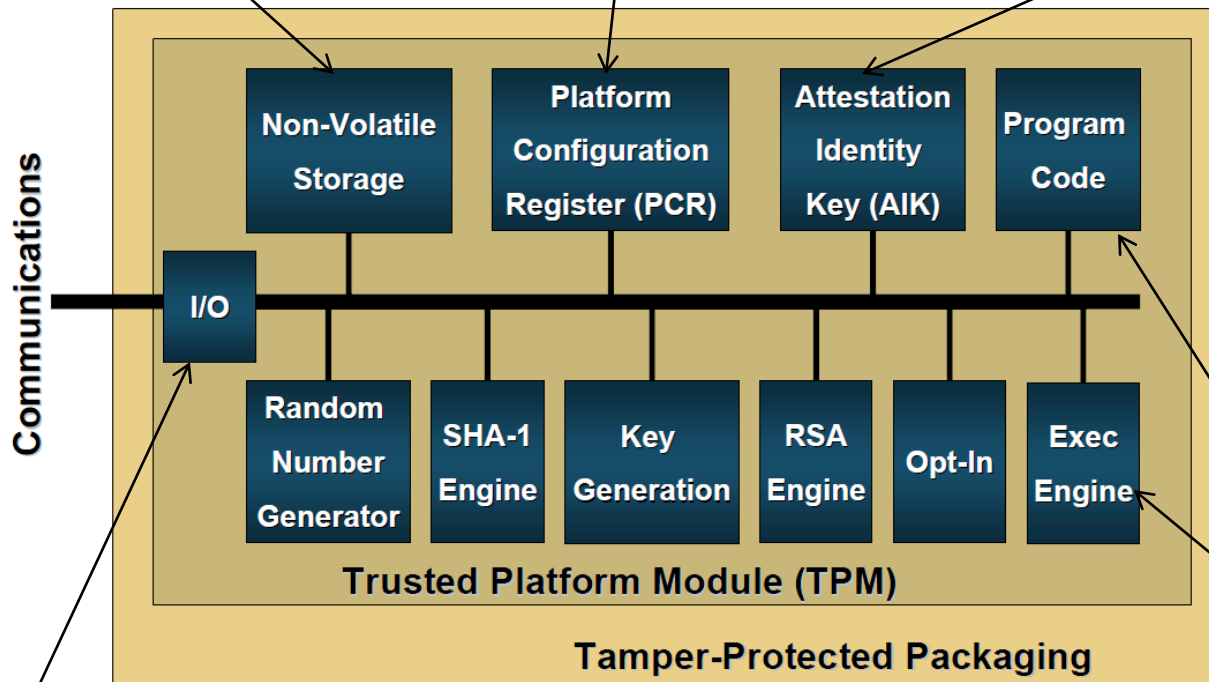 Communications
Non-Volatile
Storage
Platform
Configuration
Register (PCR)
Attestation
Identity
Key (AIK)
Program
Code
I/O
Random
Number
Generator
SHA-1
Engine
Key
Generation
RSA
Engine
Opt-In
Exec
Engine
Trusted Platform Module (TPM)
Tamper-Protected Packaging